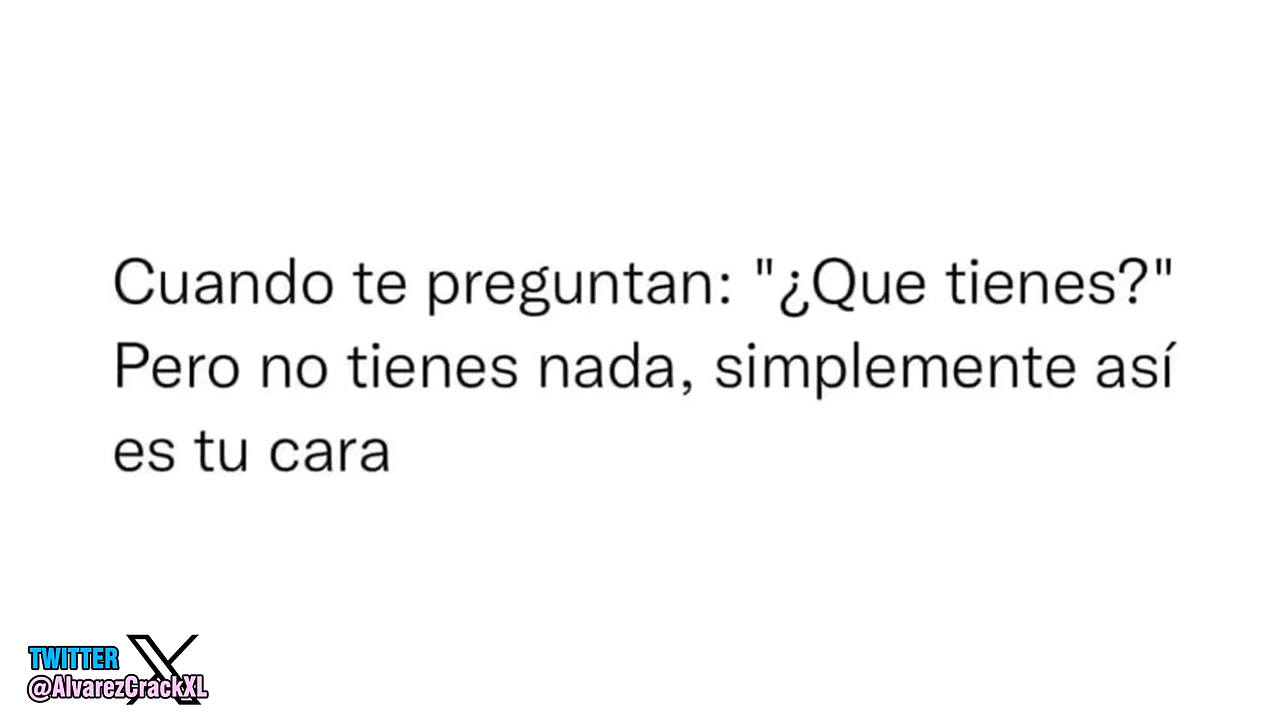 Cuando te preguntan: "¿Que tienes?"
Pero no tienes nada, simplemente así
es tu cara
TWITTER
@AlvarezCrackXL